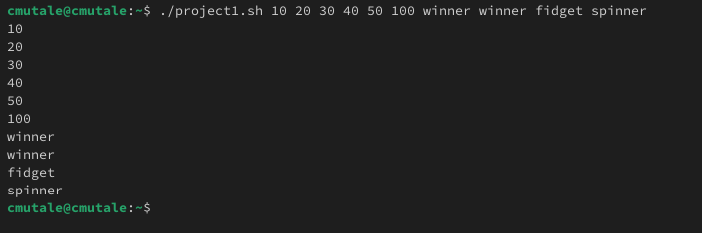 cmutale@cmutale:~$ ./project1.sh 10 20 30 40 50 100 winner winner fidget spinner
10
20
30
40
50
100
winner
winner
fidget
spinner
cmutale@cmutale:~$